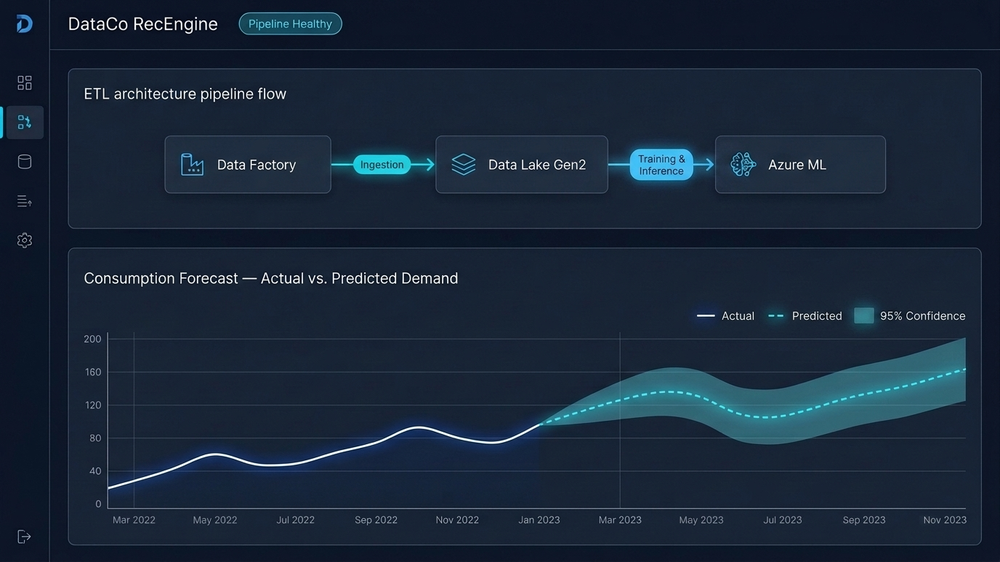 DataCo RecEngine
Pipeline Healthy
ETL architecture pipeline flow
Data Factory
Ingestion
Data Lake Gen2
Training &
Inference
Azure ML
Consumption Forecast — Actual vs. Predicted Demand
Actual
Predicted
95% Confidence
200
160
120
80
40
0
Mar 2022
May 2022
Jul 2022
Sep 2022
Nov 2022
Jan 2023
Mar 2023
May 2023
Jul 2023
Sep 2023
Nov 2023